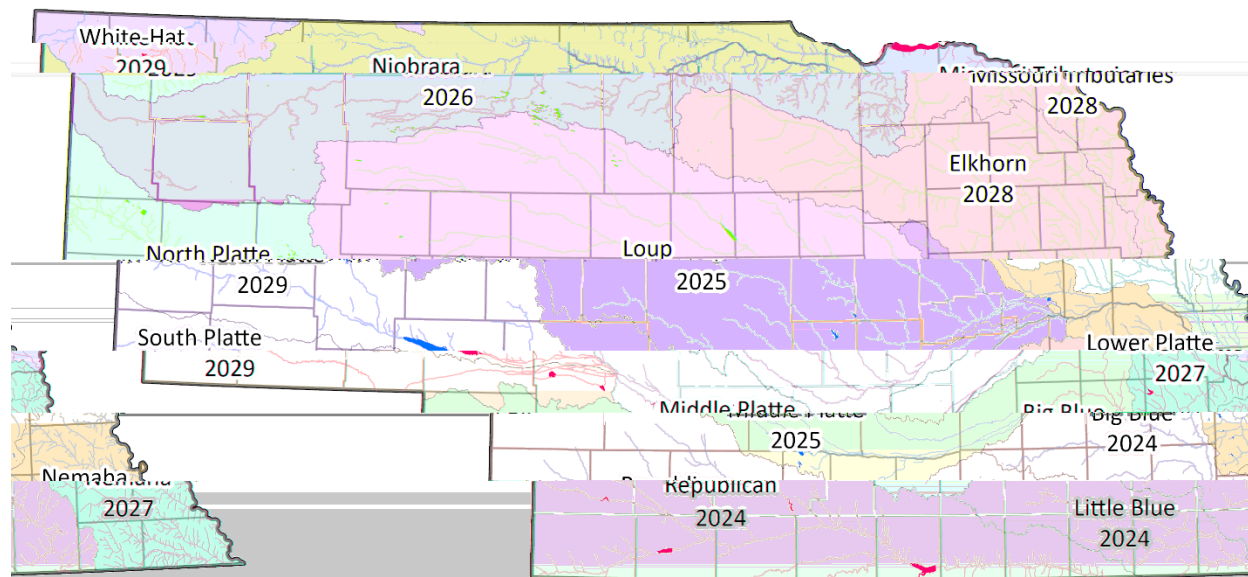 White-Hat
2029
Niobrara
2026
Missouri Tributaries
2028
Elkhorn
2028
North Platte
2029
Loup
2025
South Platte
2029
Lower Platte
2027
Middle Platte
2025
Big Blue
2024
Nemaha
2027
Republican
2024
Little Blue
2024